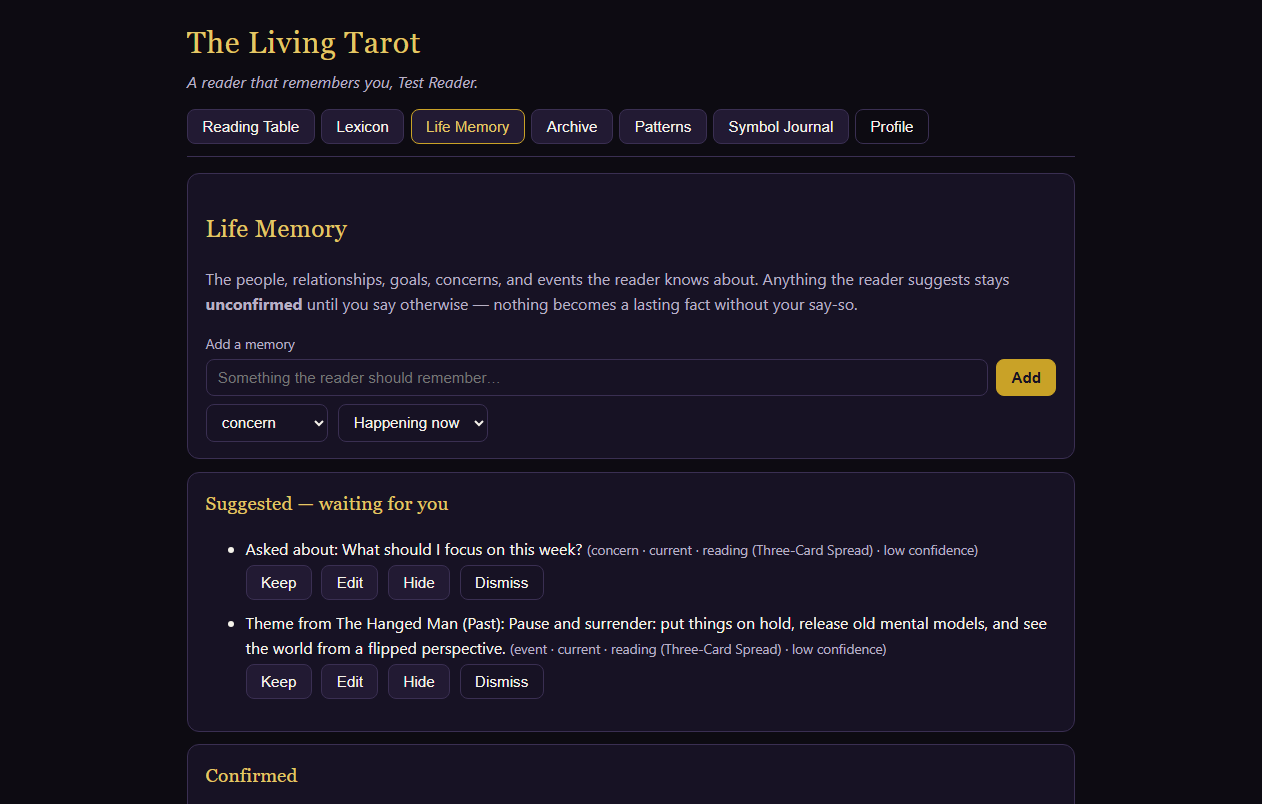 The Living Tarot
A reader that remembers you, Test Reader.
Reading Table
Lexicon
Life Memory
Archive
Patterns
Symbol Journal
Profile
Life Memory
The people, relationships, goals, concerns, and events the reader knows about. Anything the reader suggests stays
unconfirmed until you say otherwise — nothing becomes a lasting fact without your say-so.
Add a memory
Something the reader should remember…
Add
concern
Happening now
Suggested — waiting for you
Asked about: What should I focus on this week? (concern · current · reading (Three-Card Spread) · low confidence)
Keep
Edit
Hide
Dismiss
Theme from The Hanged Man (Past): Pause and surrender: put things on hold, release old mental models, and see
the world from a flipped perspective. (event · current · reading (Three-Card Spread) · low confidence)
Keep
Edit
Hide
Dismiss
Confirmed